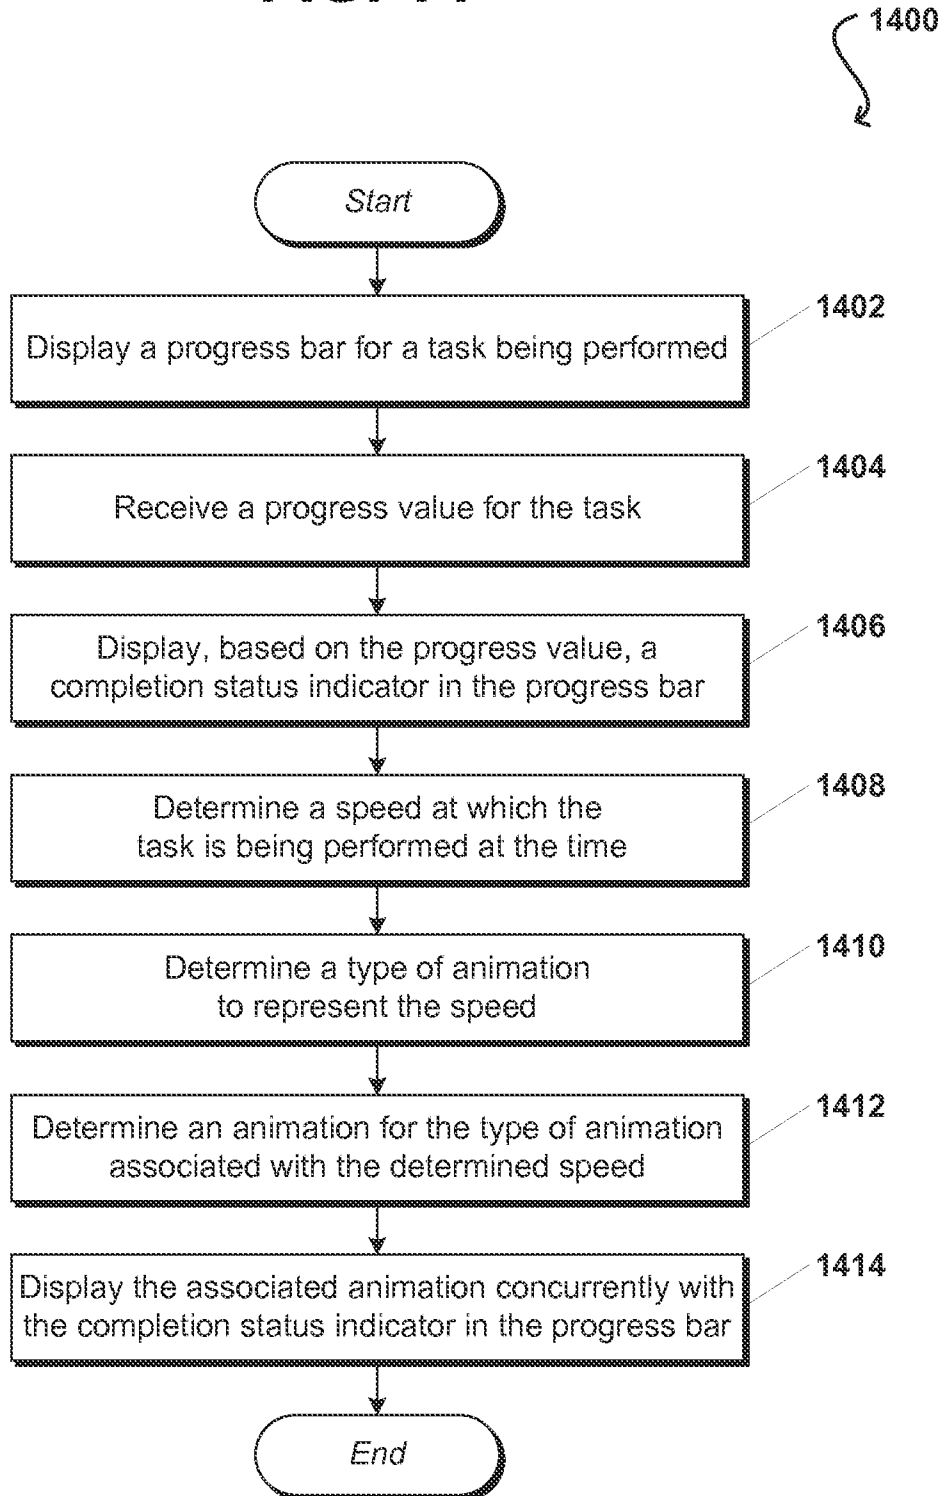 1400
Start
Display a progress bar for a task being performed
1402
Receive a progress value for the task
1404
Display, based on the progress value, a
completion status indicator in the progress bar
1406
Determine a speed at which the
task is being performed at the time
1408
Determine a type of animation
to represent the speed
1410
Determine an animation for the type of animation
associated with the determined speed
1412
Display the associated animation concurrently with
the completion status indicator in the progress bar
1414
End